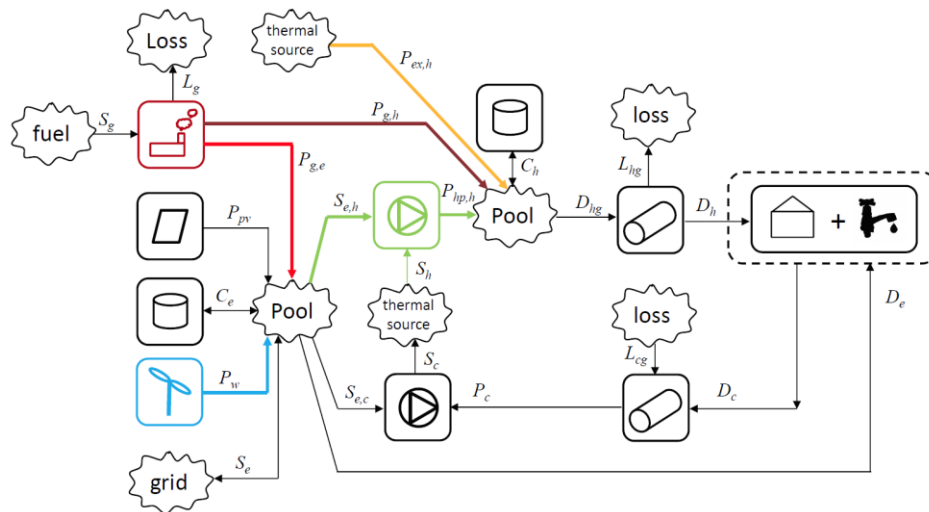 Loss
thermal
source
P_{ex,h}
L_g
fuel
S_g
P_{g,h}
C_h
loss
L_{hg}
P_{g,e}
S_{e,h}
P_{hp,h}
Pool
D_{hg}
D_h
+
P_{pv}
S_h
C_e
Pool
thermal
source
loss
D_e
P_w
S_c
L_{cg}
S_{e,c}
P_c
D_c
grid
S_e